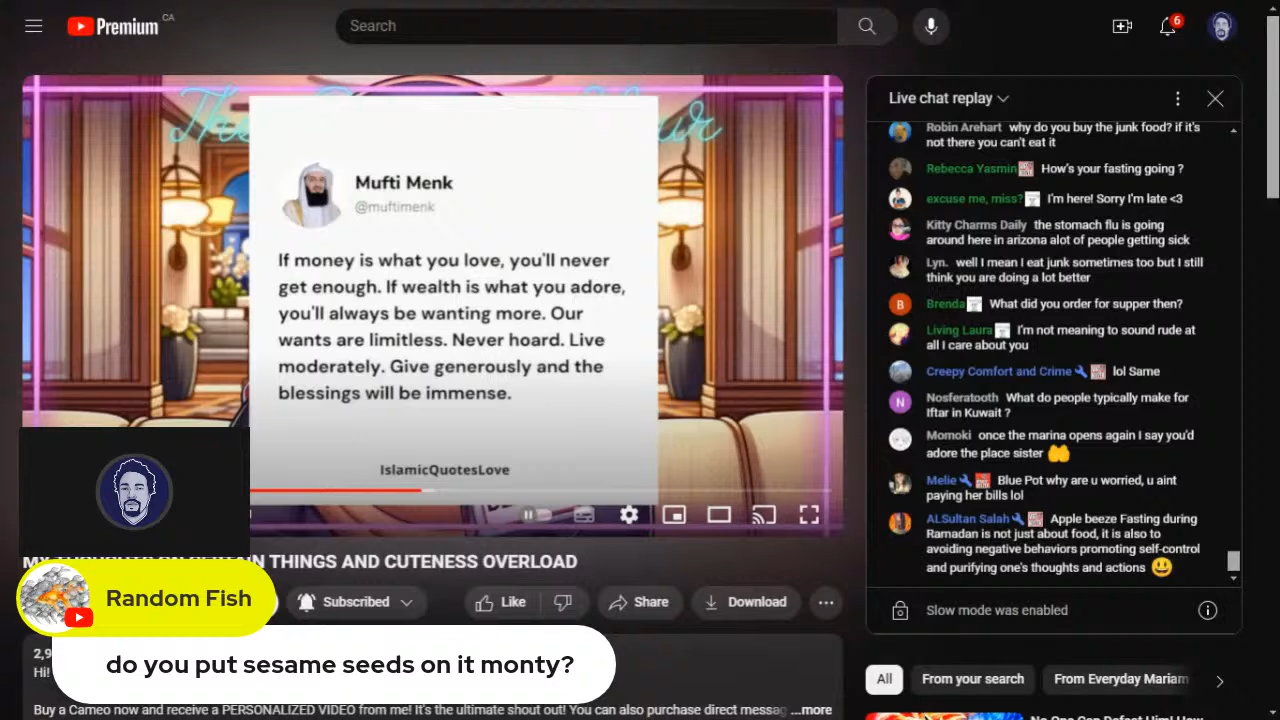 Premium CA
Search
6
Mufti Menk
@muftimenk
If money is what you love, you'll never
get enough. If wealth is what you adore,
you'll always be wanting more. Our
wants are limitless. Never hoard. Live
moderately. Give generously and the
blessings will be immense.
IslamicQuotesLove
THINGS AND CUTENESS OVERLOAD
Random Fish
Subscribed
Like
Share
Download
do you put sesame seeds on it monty?
Hi!
Buy a Cameo now and receive a PERSONALIZED VIDEO from me! It's the ultimate shout out! You can also purchase direct messag ...more
Live chat replay
Robin Arehart why do you buy the junk food? if it's
not there you can't eat it
Rebecca Yasmin How's your fasting going ?
excuse me, miss? I'm here! Sorry I'm late <3
Kitty Charms Daily the stomach flu is going
around here in arizona alot of people getting sick
Lyn. well I mean I eat junk sometimes too but I still
think you are doing a lot better
B Brenda What did you order for supper then?
Living Laura I'm not meaning to sound rude at
all I care about you
Creepy Comfort and Crime lol Same
N Nosferatooth What do people typically make for
Iftar in Kuwait ?
Momoki once the marina opens again I say you'd
adore the place sister
Melie Blue Pot why are u worried, u aint
paying her bills lol
ALSultan Salah Apple beeze Fasting during
Ramadan is not just about food, it is also to
avoiding negative behaviors promoting self-control
and purifying one's thoughts and actions
Slow mode was enabled
All
From your search
From Everyday Mariam
No One Can Defect Him! How